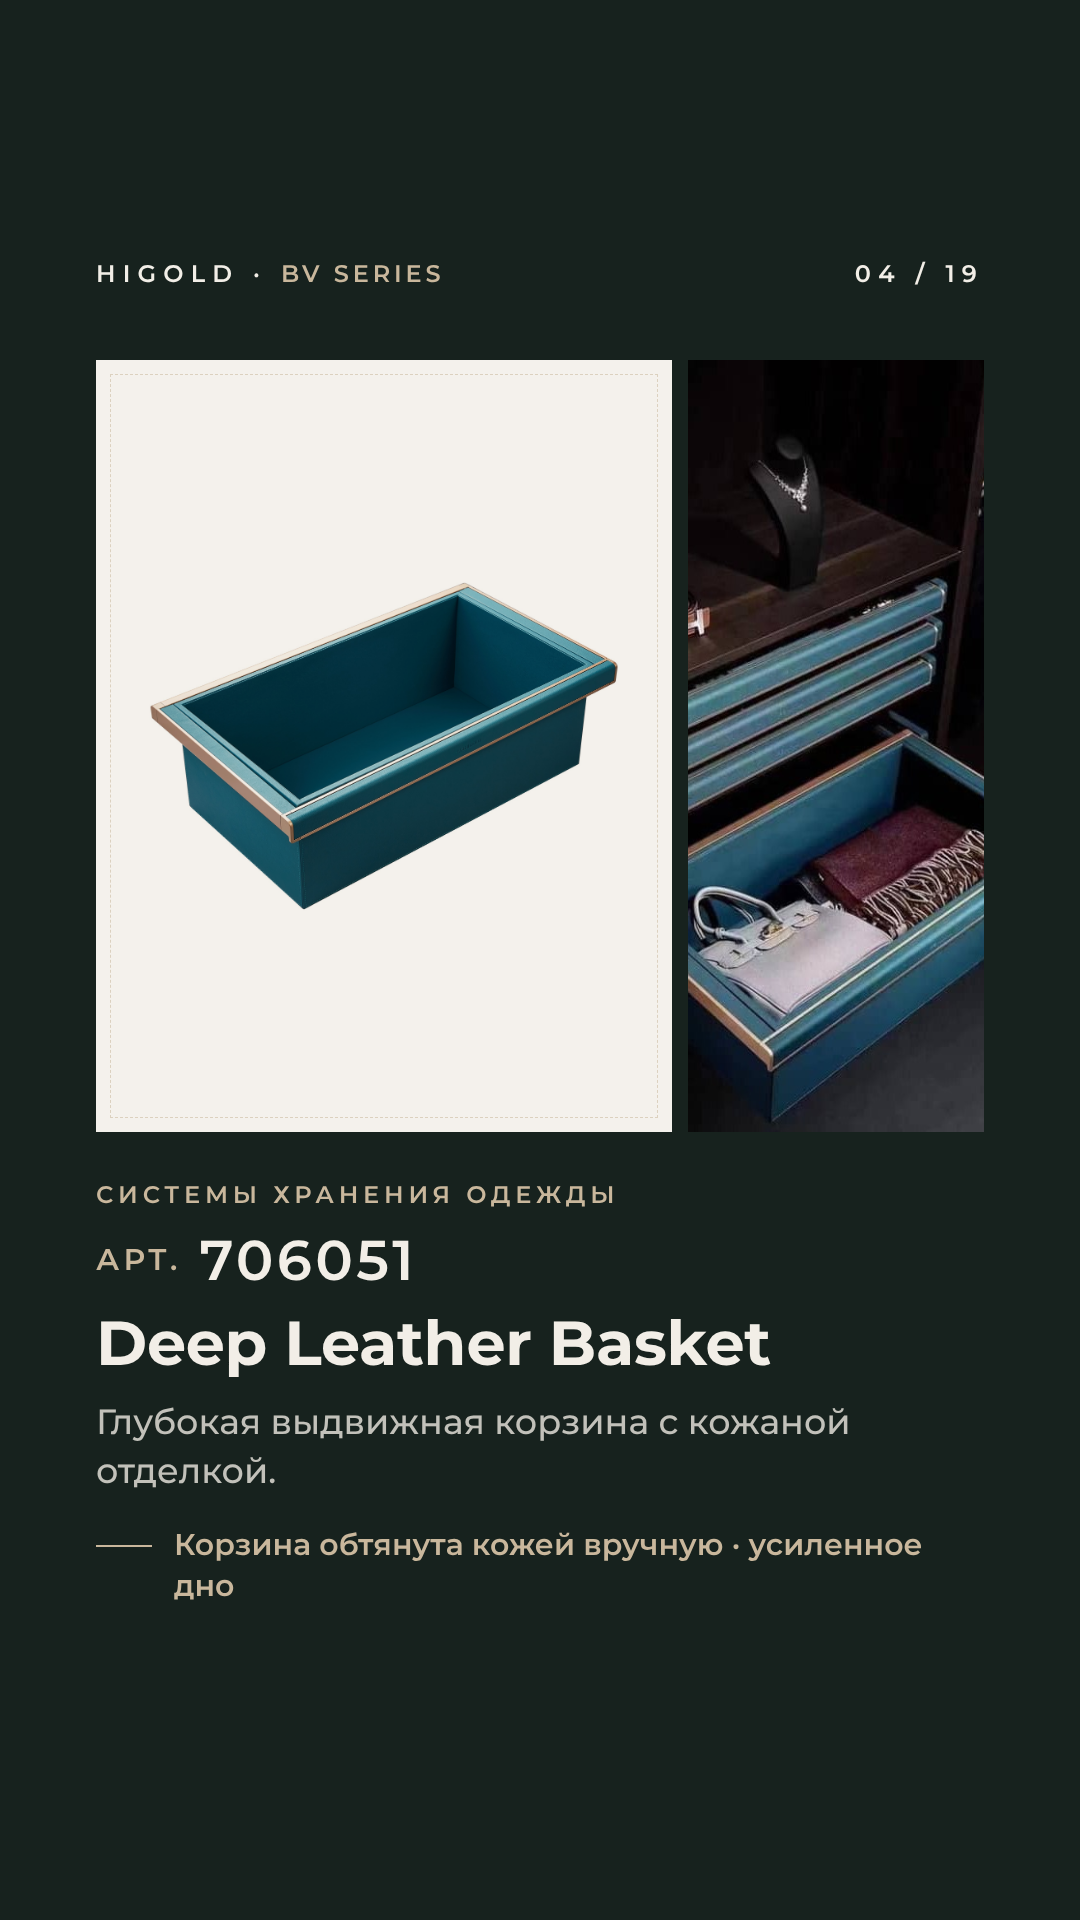 HIGOLD · BV SERIES
04 / 19
СИСТЕМЫ ХРАНЕНИЯ ОДЕЖДЫ
АРТ. 706051
Deep Leather Basket
Глубокая выдвижная корзина с кожаной
отделкой.
Корзина обтянута кожей вручную · усиленное
дно